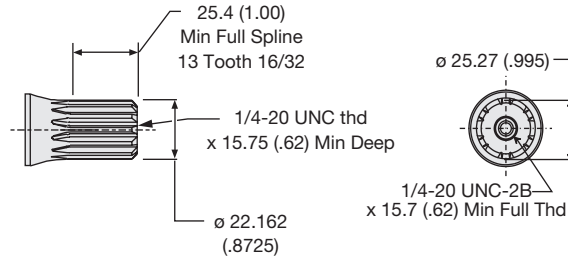 25.4 (1.00)
Min Full Spline
13 Tooth 16/32
ø 25.27 (.995)
1/4-20 UNC thd
x 15.75 (.62) Min Deep
1/4-20 UNC-2B
x 15.7 (.62) Min Full Thd
ø 22.162
(.8725)